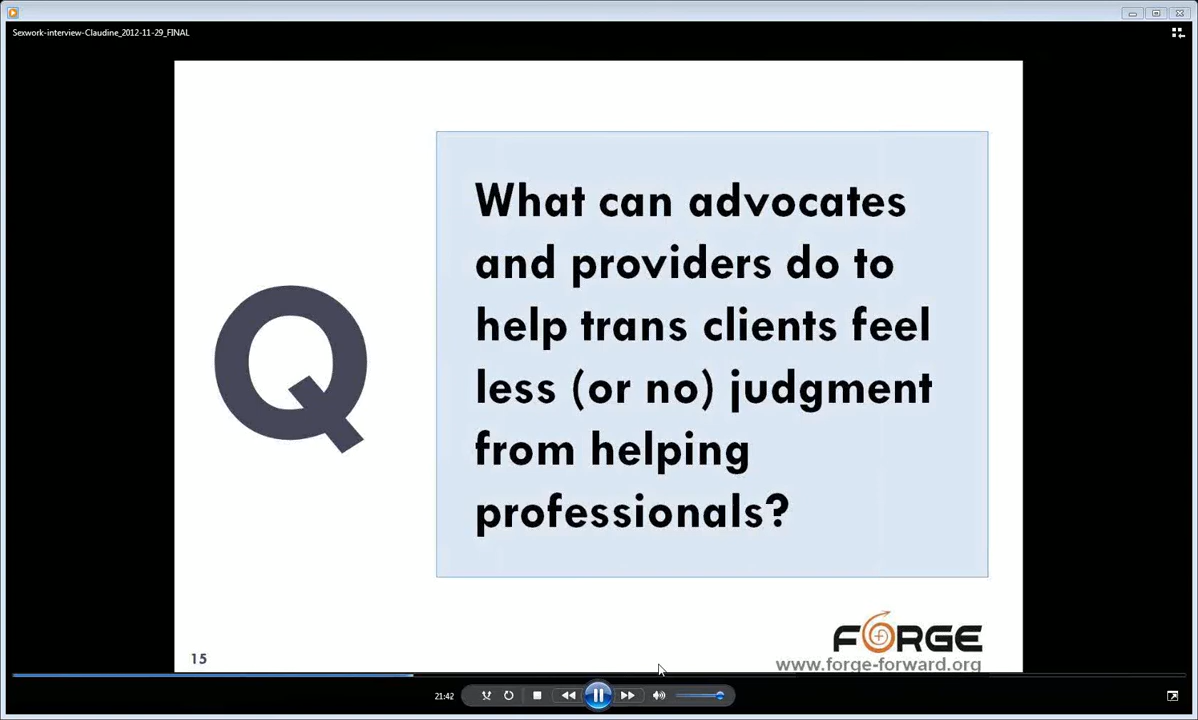 Sexwork-interview-Claudine_2012-11-29_FINAL
Q
What can advocates
and providers do to
help trans clients feel
less (or no) judgment
from helping
professionals?
FORGE
www.forge-forward.org
15
21:42